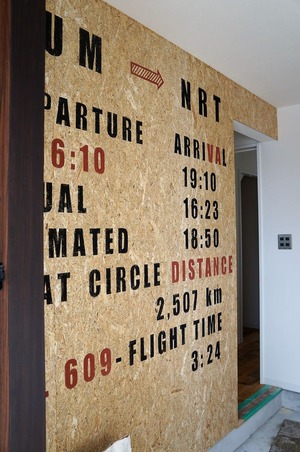 UM NRT
PARTURE ARRIVAL
6:10 19:10
UAL 16:23
MATED 18:50
AT CIRCLE DISTANCE
2,507 km
609-FLIGHT TIME
3:24